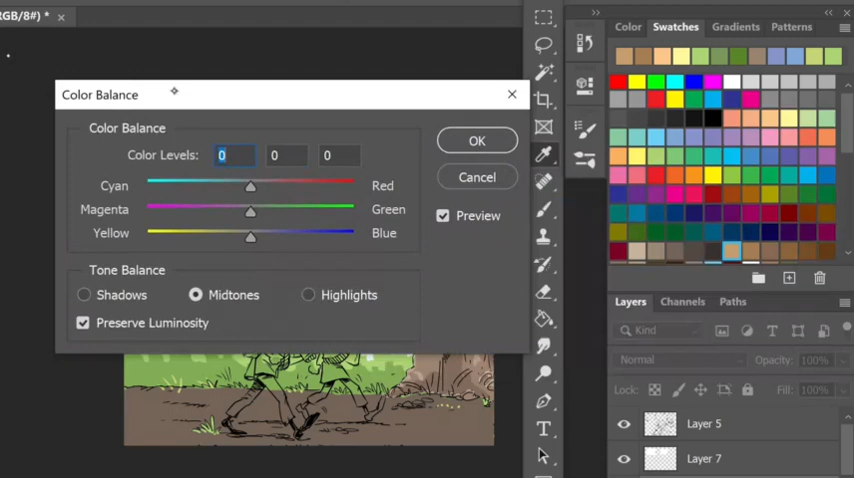 RGB/8#) *
Color Swatches Gradients Patterns
Color Balance
Color Balance
Color Levels: 0 0 0
Cyan Red
Magenta Green
Yellow Blue
OK
Cancel
Preview
Tone Balance
Shadows Midtones Highlights
Preserve Luminosity
Layers Channels Paths
Kind
Normal Opacity: 100%
Lock: Fill: 100%
Layer 5
Layer 7